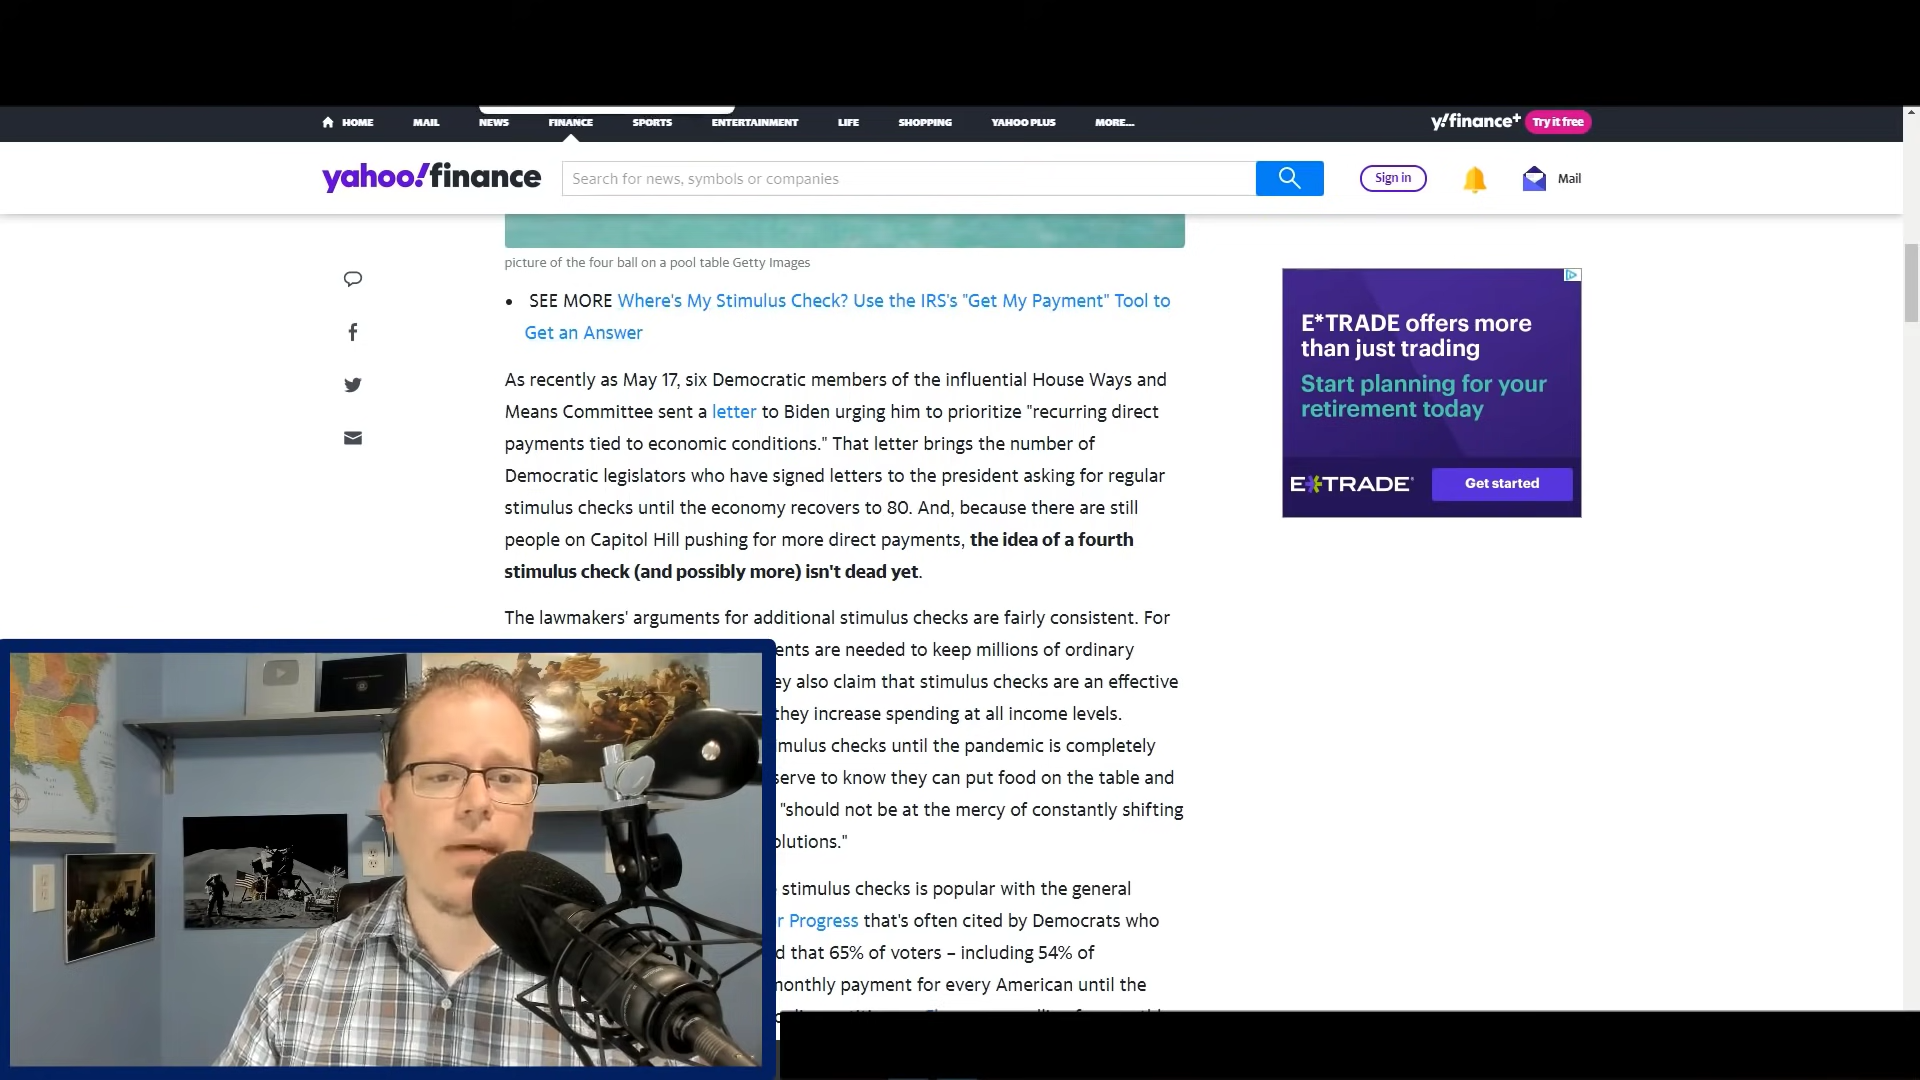 HOME MAIL NEWS FINANCE SPORTS ENTERTAINMENT LIFE SHOPPING YAHOO PLUS MORE... y!finance+ Try it free
yahoo!finance Search for news, symbols or companies Sign in Mail
picture of the four ball on a pool table Getty Images
• SEE MORE Where's My Stimulus Check? Use the IRS's "Get My Payment" Tool to
Get an Answer
As recently as May 17, six Democratic members of the influential House Ways and
Means Committee sent a letter to Biden urging him to prioritize "recurring direct
payments tied to economic conditions." That letter brings the number of
Democratic legislators who have signed letters to the president asking for regular
stimulus checks until the economy recovers to 80. And, because there are still
people on Capitol Hill pushing for more direct payments, the idea of a fourth
stimulus check (and possibly more) isn't dead yet.
The lawmakers' arguments for additional stimulus checks are fairly consistent. For
ents are needed to keep millions of ordinary
ey also claim that stimulus checks are an effective
they increase spending at all income levels.
mulus checks until the pandemic is completely
serve to know they can put food on the table and
"should not be at the mercy of constantly shifting
olutions."
stimulus checks is popular with the general
r Progress that's often cited by Democrats who
d that 65% of voters – including 54% of
monthly payment for every American until the
E*TRADE offers more
than just trading
Start planning for your
retirement today
E*TRADE Get started